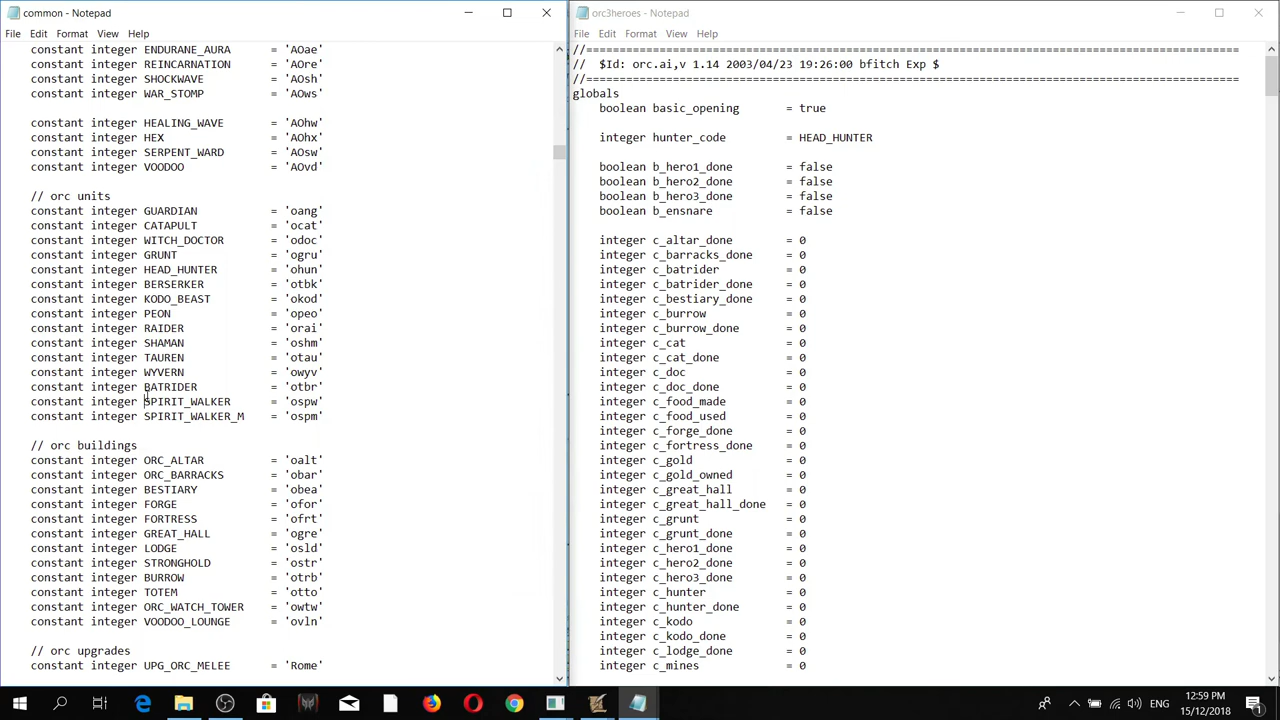 common - Notepad
File Edit Format View Help
constant integer ENDURANE_AURA = 'AOae'
constant integer REINCARNATION = 'AOre'
constant integer SHOCKWAVE = 'AOsh'
constant integer WAR_STOMP = 'AOws'
constant integer HEALING_WAVE = 'AOhw'
constant integer HEX = 'AOhx'
constant integer SERPENT_WARD = 'AOsw'
constant integer VOODOO = 'AOvd'
// orc units
constant integer GUARDIAN = 'oang'
constant integer CATAPULT = 'ocat'
constant integer WITCH_DOCTOR = 'odoc'
constant integer GRUNT = 'ogru'
constant integer HEAD_HUNTER = 'ohun'
constant integer BERSERKER = 'otbk'
constant integer KODO_BEAST = 'okod'
constant integer PEON = 'opeo'
constant integer RAIDER = 'orai'
constant integer SHAMAN = 'oshm'
constant integer TAUREN = 'otau'
constant integer WYVERN = 'owyv'
constant integer BATRIDER = 'otbr'
constant integer SPIRIT_WALKER = 'ospw'
constant integer SPIRIT_WALKER_M = 'ospm'
// orc buildings
constant integer ORC_ALTAR = 'oalt'
constant integer ORC_BARRACKS = 'obar'
constant integer BESTIARY = 'obea'
constant integer FORGE = 'ofor'
constant integer FORTRESS = 'ofrt'
constant integer GREAT_HALL = 'ogre'
constant integer LODGE = 'osld'
constant integer STRONGHOLD = 'ostr'
constant integer BURROW = 'otrb'
constant integer TOTEM = 'otto'
constant integer ORC_WATCH_TOWER = 'owtw'
constant integer VOODOO_LOUNGE = 'ovln'
// orc upgrades
constant integer UPG_ORC_MELEE = 'Rome'
orc3heroes - Notepad
File Edit Format View Help
//==================================================================================================
// $Id: orc.ai,v 1.14 2003/04/23 19:26:00 bfitch Exp $
//==================================================================================================
globals
boolean basic_opening = true
integer hunter_code = HEAD_HUNTER
boolean b_hero1_done = false
boolean b_hero2_done = false
boolean b_hero3_done = false
boolean b_ensnare = false
integer c_altar_done = 0
integer c_barracks_done = 0
integer c_batrider = 0
integer c_batrider_done = 0
integer c_bestiary_done = 0
integer c_burrow = 0
integer c_burrow_done = 0
integer c_cat = 0
integer c_cat_done = 0
integer c_doc = 0
integer c_doc_done = 0
integer c_food_made = 0
integer c_food_used = 0
integer c_forge_done = 0
integer c_fortress_done = 0
integer c_gold = 0
integer c_gold_owned = 0
integer c_great_hall = 0
integer c_great_hall_done = 0
integer c_grunt = 0
integer c_grunt_done = 0
integer c_hero1_done = 0
integer c_hero2_done = 0
integer c_hero3_done = 0
integer c_hunter = 0
integer c_hunter_done = 0
integer c_kodo = 0
integer c_kodo_done = 0
integer c_lodge_done = 0
integer c_mines = 0
ENG
12:59 PM
15/12/2018
1